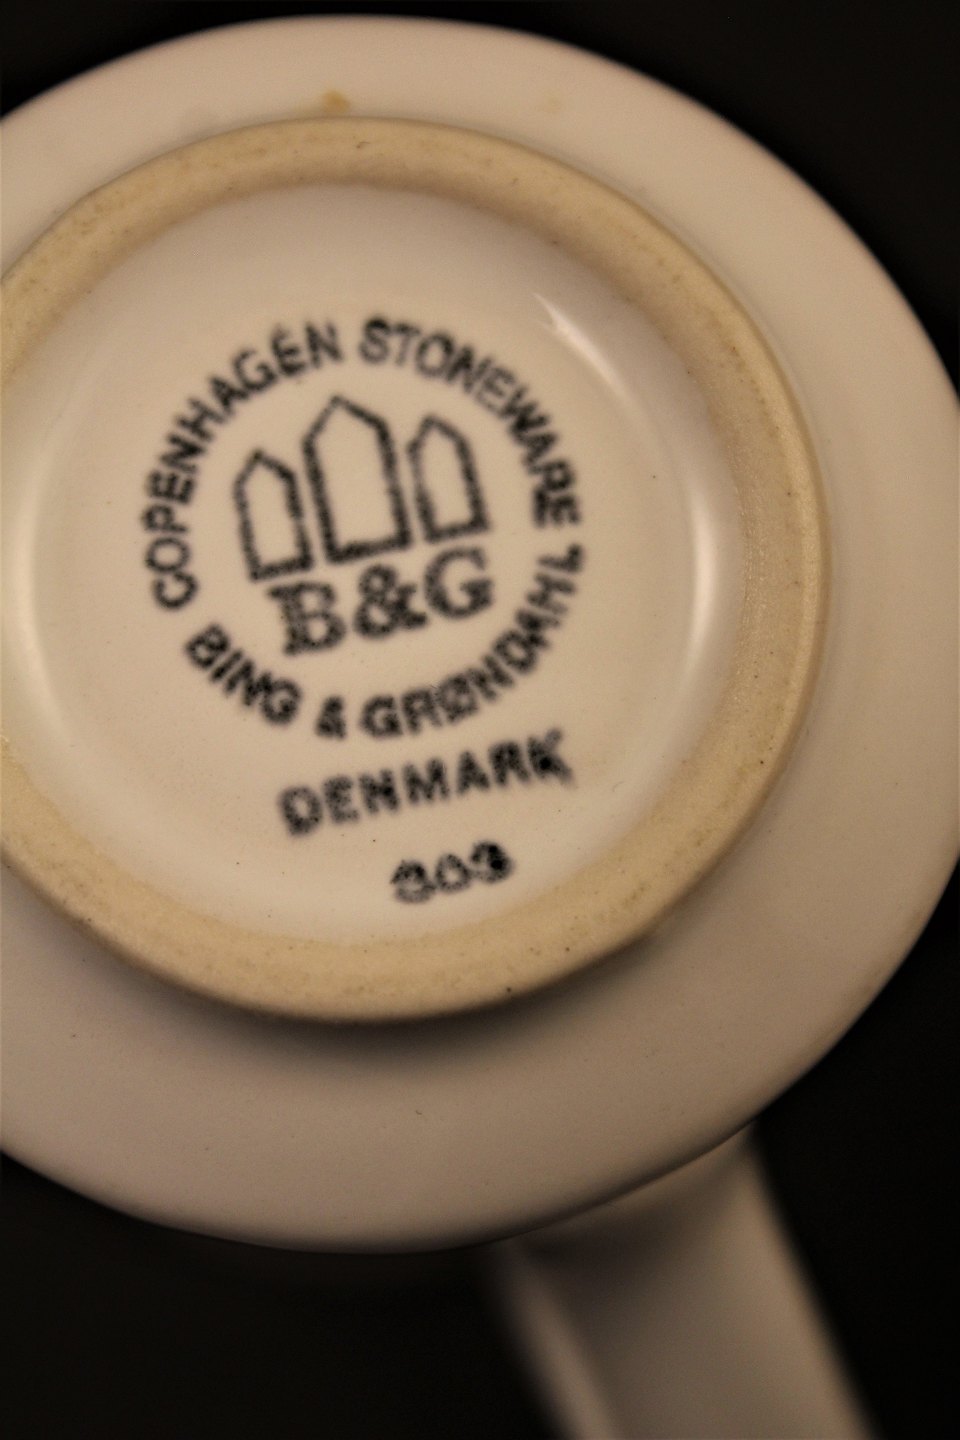 COPENHAGEN STONEWARE
B&G
BING & GRØNDAHL
DENMARK
303